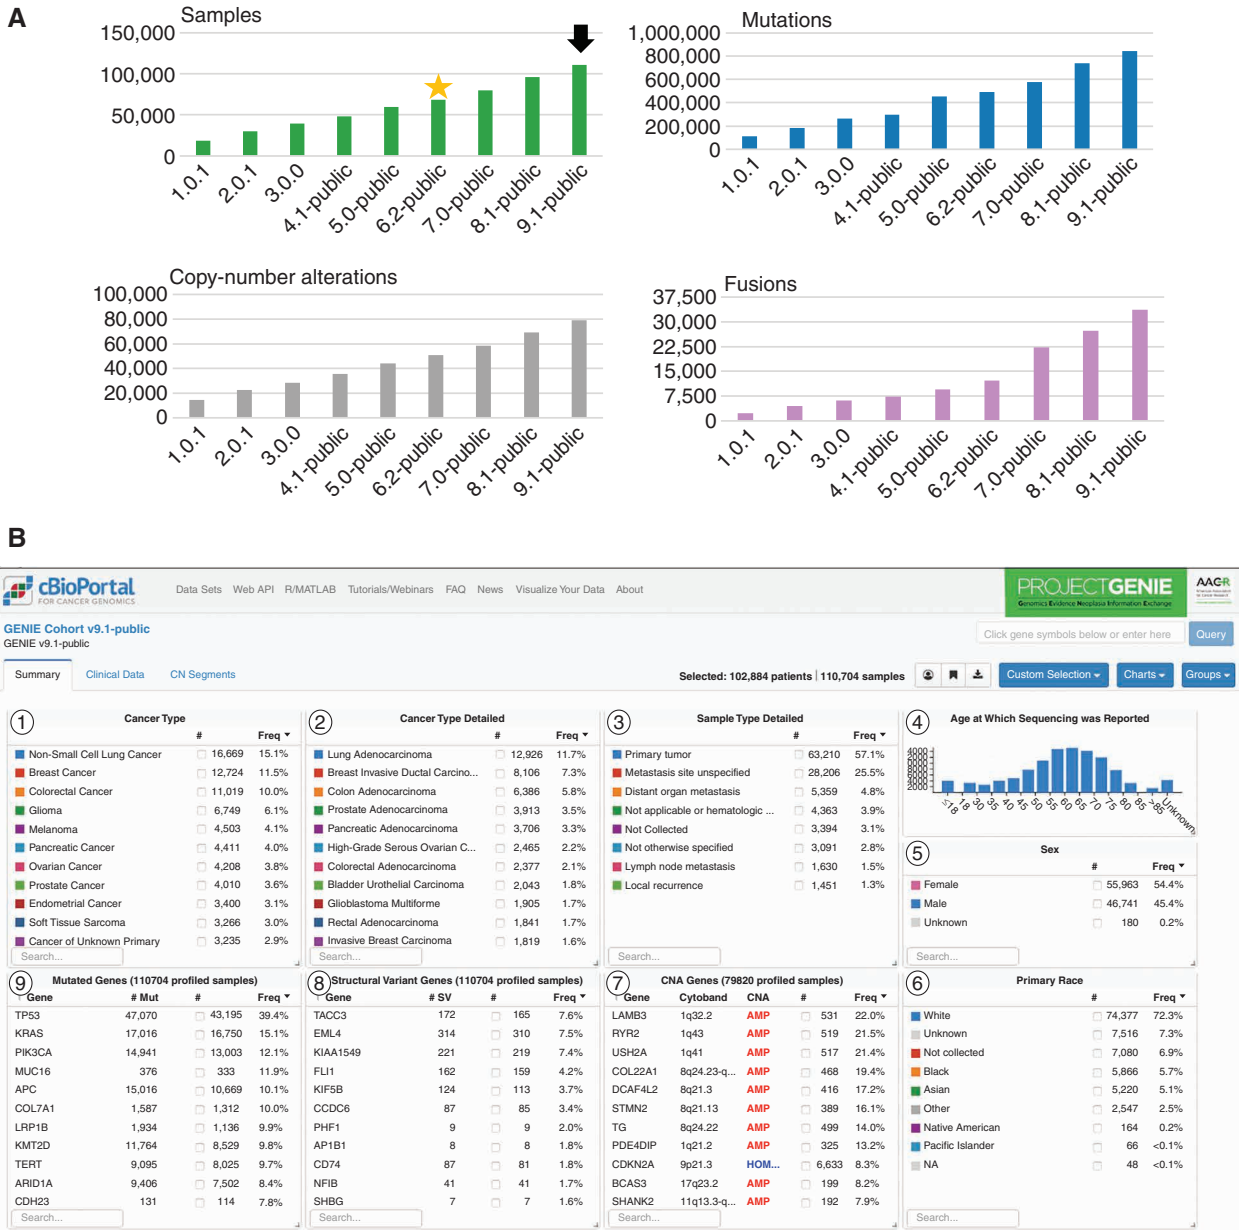 A
Samples
150,000
100,000
50,000
0
1.0.1
2.0.1
3.0.0
4.1-public
5.0-public
6.2-public
7.0-public
8.1-public
9.1-public
Mutations
1,000,000
800,000
600,000
400,000
200,000
0
1.0.1
2.0.1
3.0.0
4.1-public
5.0-public
6.2-public
7.0-public
8.1-public
9.1-public
Copy-number alterations
100,000
80,000
60,000
40,000
20,000
0
1.0.1
2.0.1
3.0.0
4.1-public
5.0-public
6.2-public
7.0-public
8.1-public
9.1-public
Fusions
37,500
30,000
22,500
15,000
7,500
0
1.0.1
2.0.1
3.0.0
4.1-public
5.0-public
6.2-public
7.0-public
8.1-public
9.1-public
B
cBioPortal
FOR CANCER GENOMICS
Data Sets Web API R/MATLAB Tutorials/Webinars FAQ News Visualize Your Data About
PROJECTGENIE
Genomics Evidence Neoplasia Information Exchange
AACR
GENIE Cohort v9.1-public
GENIE v9.1-public
Click gene symbols below or enter here Query
Summary Clinical Data CN Segments
Selected: 102,884 patients | 110,704 samples
Custom Selection Charts Groups
1 Cancer Type
# Freq
Non-Small Cell Lung Cancer 16,669 15.1%
Breast Cancer 12,724 11.5%
Colorectal Cancer 11,019 10.0%
Glioma 6,749 6.1%
Melanoma 4,503 4.1%
Pancreatic Cancer 4,411 4.0%
Ovarian Cancer 4,208 3.8%
Prostate Cancer 4,010 3.6%
Endometrial Cancer 3,400 3.1%
Soft Tissue Sarcoma 3,266 3.0%
Cancer of Unknown Primary 3,235 2.9%
Search...
2 Cancer Type Detailed
# Freq
Lung Adenocarcinoma 12,926 11.7%
Breast Invasive Ductal Carcino... 8,106 7.3%
Colon Adenocarcinoma 6,386 5.8%
Prostate Adenocarcinoma 3,913 3.5%
Pancreatic Adenocarcinoma 3,706 3.3%
High-Grade Serous Ovarian C... 2,465 2.2%
Colorectal Adenocarcinoma 2,377 2.1%
Bladder Urothelial Carcinoma 2,043 1.8%
Glioblastoma Multiforme 1,905 1.7%
Rectal Adenocarcinoma 1,841 1.7%
Invasive Breast Carcinoma 1,819 1.6%
Search...
3 Sample Type Detailed
# Freq
Primary tumor 63,210 57.1%
Metastasis site unspecified 28,206 25.5%
Distant organ metastasis 5,359 4.8%
Not applicable or hematologic ... 4,363 3.9%
Not Collected 3,394 3.1%
Not otherwise specified 3,091 2.8%
Lymph node metastasis 1,630 1.5%
Local recurrence 1,451 1.3%
Search...
4 Age at Which Sequencing was Reported
2000
≤18
18
30
35
40
45
50
55
60
65
70
75
80
85
>85
Unknown
5 Sex
# Freq
Female 55,963 54.4%
Male 46,741 45.4%
Unknown 180 0.2%
Search...
9 Mutated Genes (110704 profiled samples)
Gene # Mut # Freq
TP53 47,070 43,195 39.4%
KRAS 17,016 16,750 15.1%
PIK3CA 14,941 13,003 12.1%
MUC16 376 333 11.9%
APC 15,016 10,669 10.1%
COL7A1 1,587 1,312 10.0%
LRP1B 1,934 1,136 9.9%
KMT2D 11,764 8,529 9.8%
TERT 9,095 8,025 9.7%
ARID1A 9,406 7,502 8.4%
CDH23 131 114 7.8%
Search...
8 Structural Variant Genes (110704 profiled samples)
Gene # SV # Freq
TACC3 172 165 7.6%
EML4 314 310 7.5%
KIAA1549 221 219 7.4%
FLI1 162 159 4.2%
KIF5B 124 113 3.7%
CCDC6 87 85 3.4%
PHF1 9 9 2.0%
AP1B1 8 8 1.8%
CD74 87 81 1.8%
NFIB 41 41 1.7%
SHBG 7 7 1.6%
Search...
7 CNA Genes (79820 profiled samples)
Gene Cytoband CNA # Freq
LAMB3 1q32.2 AMP 531 22.0%
RYR2 1q43 AMP 519 21.5%
USH2A 1q41 AMP 517 21.4%
COL22A1 8q24.23-q... AMP 468 19.4%
DCAF4L2 8q21.3 AMP 416 17.2%
STMN2 8q21.13 AMP 389 16.1%
TG 8q24.22 AMP 499 14.0%
PDE4DIP 1q21.2 AMP 325 13.2%
CDKN2A 9p21.3 HOM... 6,633 8.3%
BCAS3 17q23.2 AMP 199 8.2%
SHANK2 11q13.3-q... AMP 192 7.9%
Search...
6 Primary Race
# Freq
White 74,377 72.3%
Unknown 7,516 7.3%
Not collected 7,080 6.9%
Black 5,866 5.7%
Asian 5,220 5.1%
Other 2,547 2.5%
Native American 164 0.2%
Pacific Islander 66 <0.1%
NA 48 <0.1%
Search...